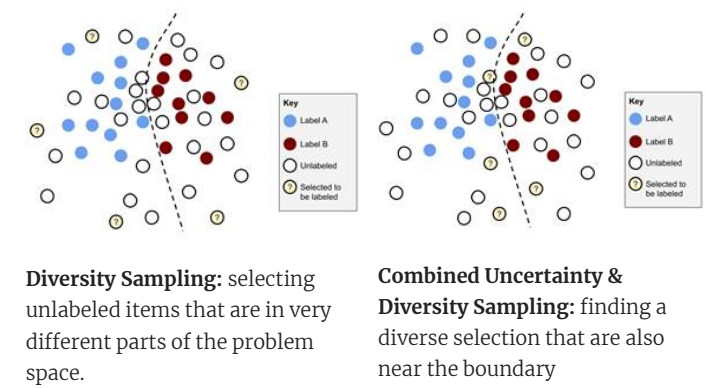 ?
?
?
?
?
Key
Label A
Label B
Unlabeled
? Selected to
be labeled
Diversity Sampling: selecting
unlabeled items that are in very
different parts of the problem
space.
?
?
?
?
?
Key
Label A
Label B
Unlabeled
? Selected to
be labeled
Combined Uncertainty &
Diversity Sampling: finding a
diverse selection that are also
near the boundary